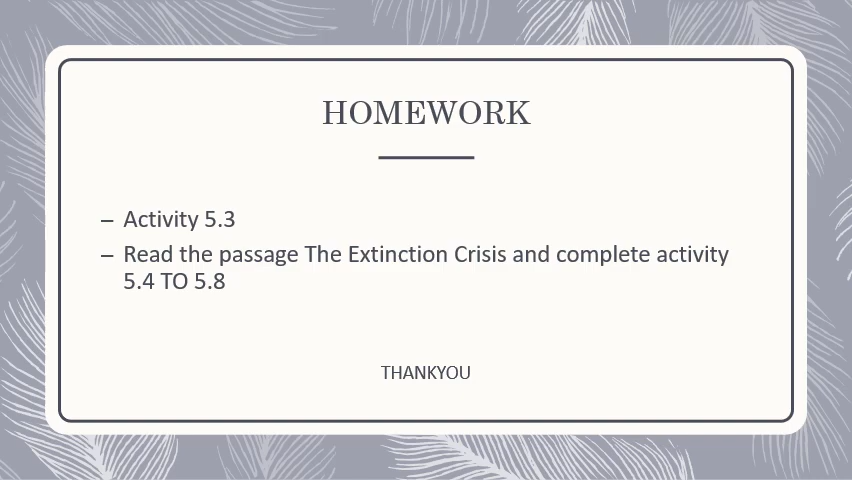 HOMEWORK
– Activity 5.3
– Read the passage The Extinction Crisis and complete activity
5.4 TO 5.8
THANKYOU